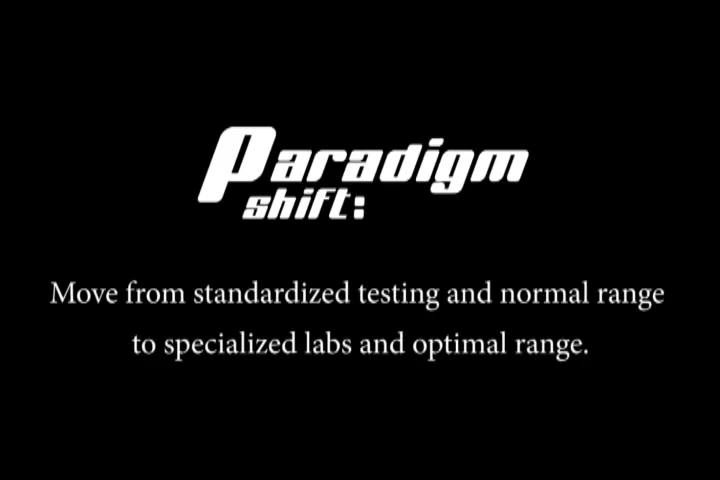 Paradigm
shift:
Move from standardized testing and normal range
to specialized labs and optimal range.